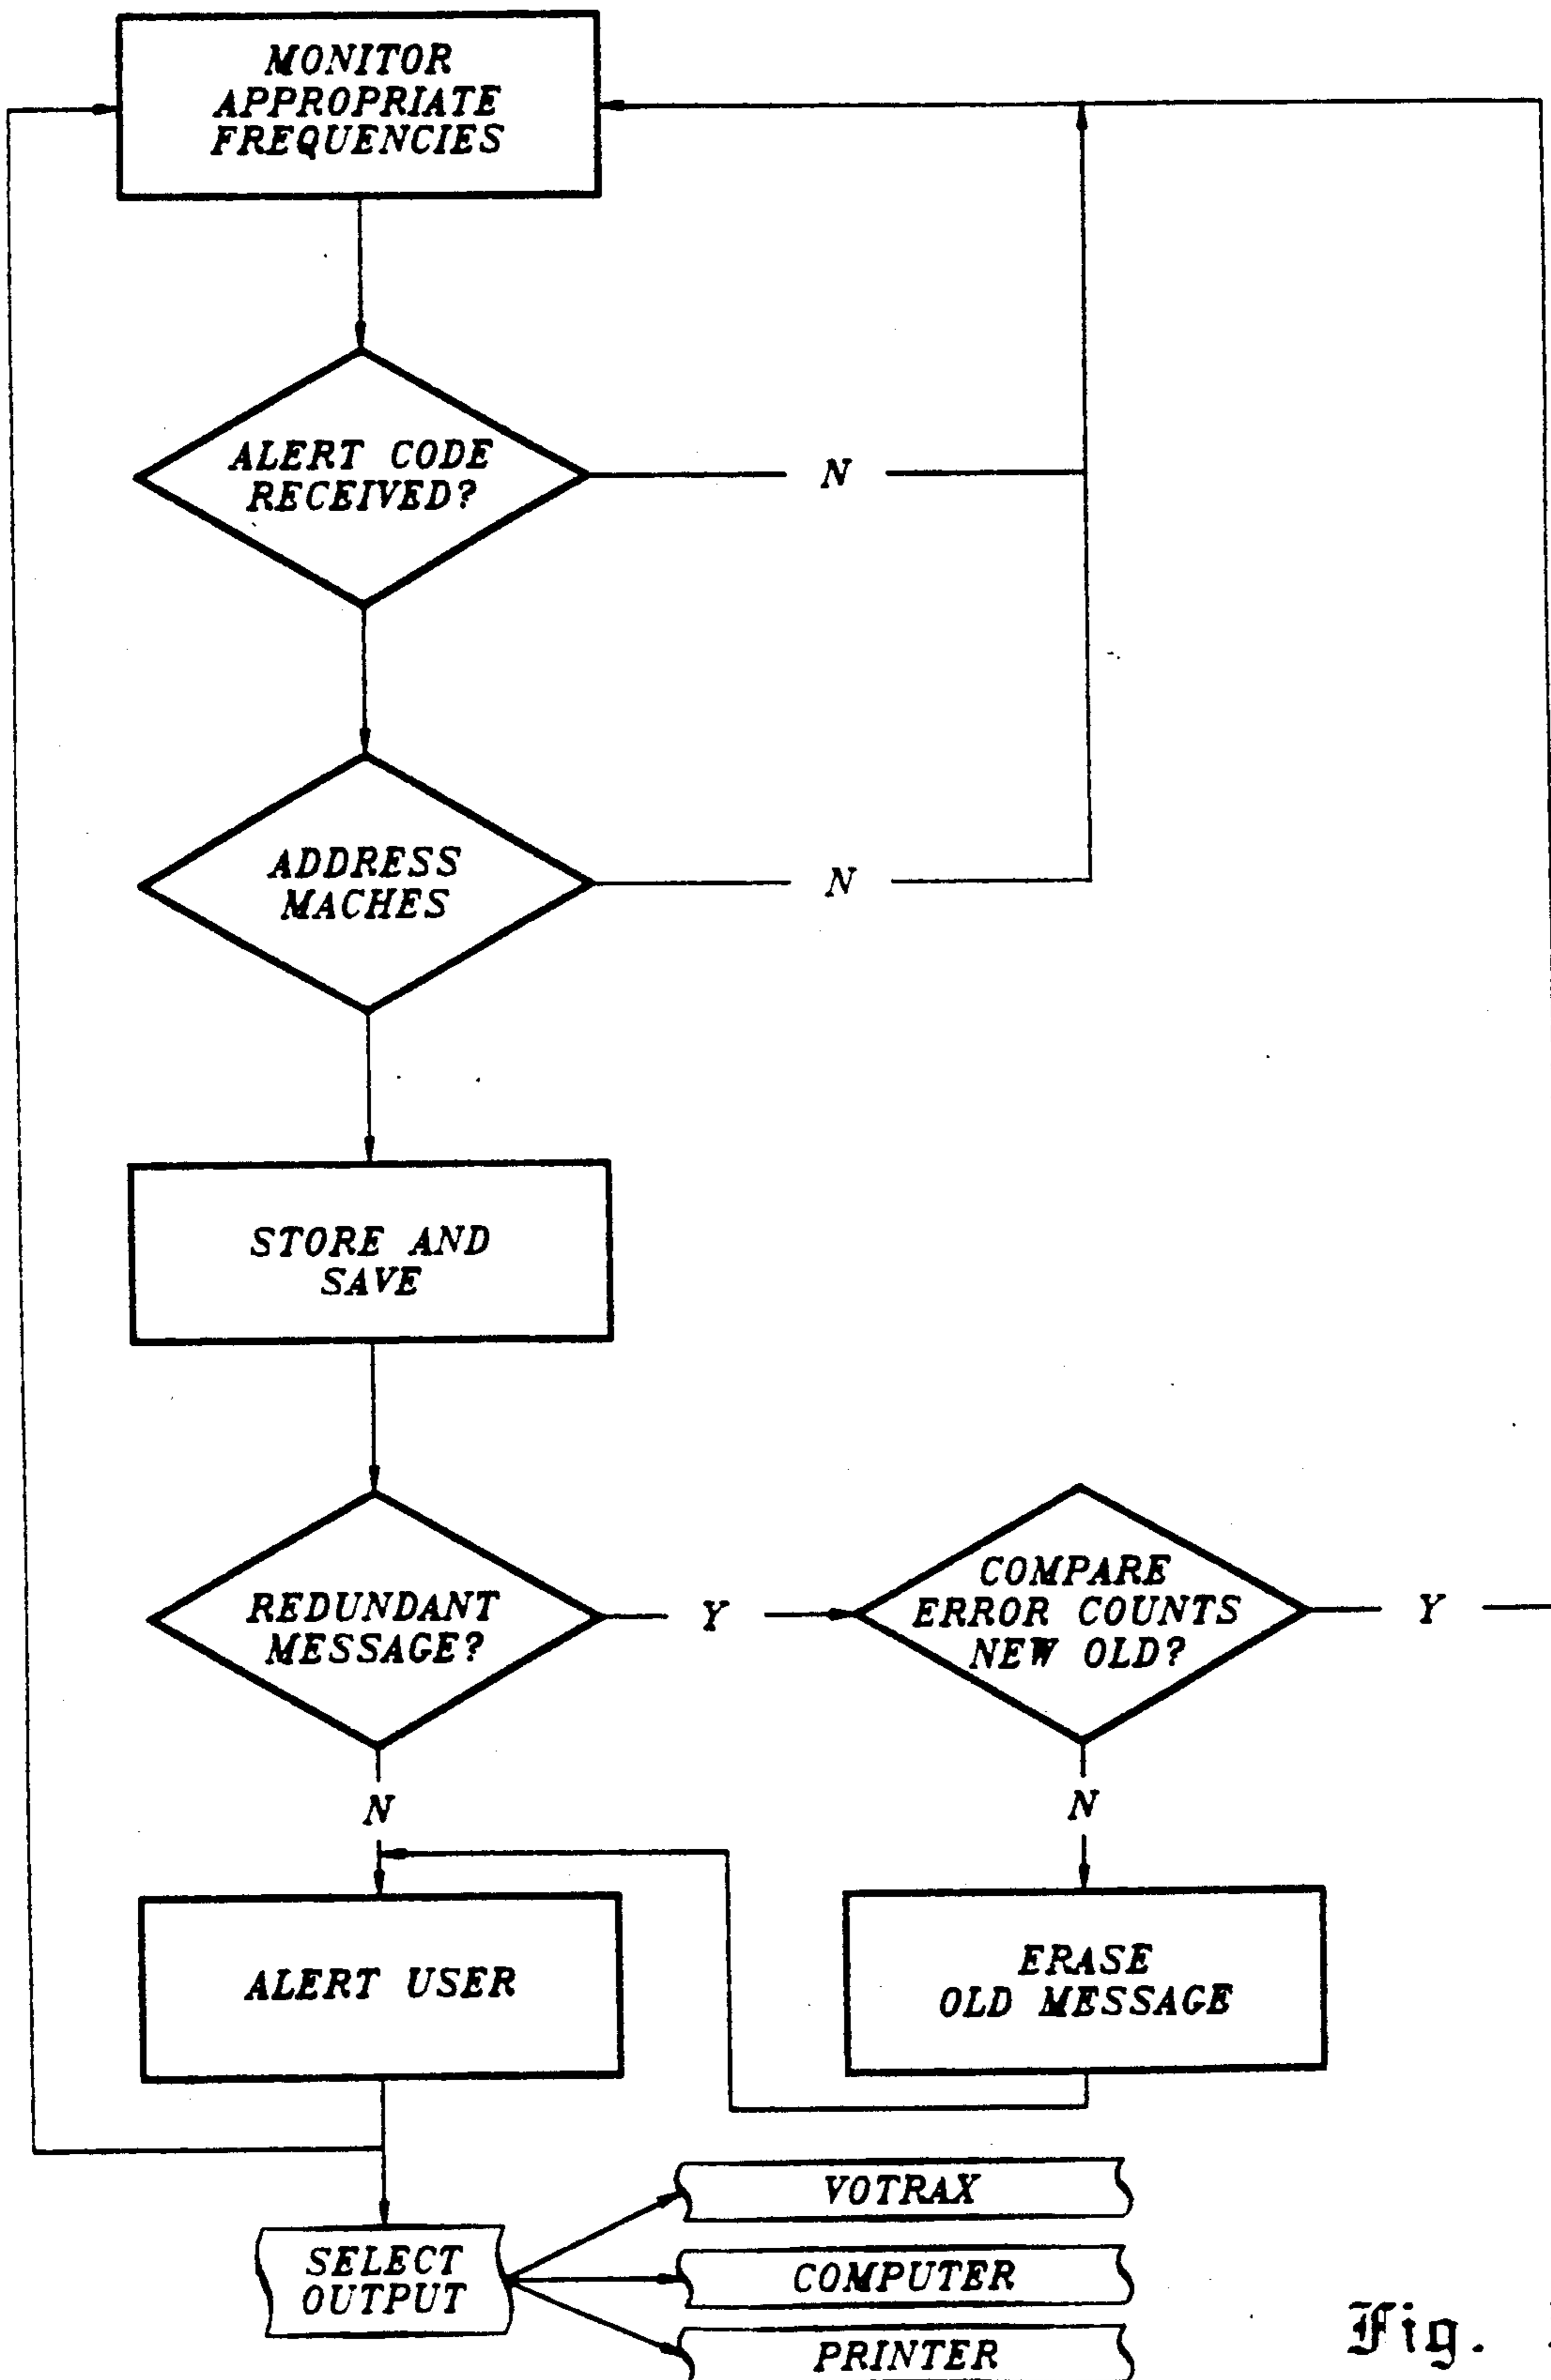 MONITOR
APPROPRIATE
FREQUENCIES
ALERT CODE
RECEIVED?
N
ADDRESS
MACHES
N
STORE AND
SAVE
REDUNDANT
MESSAGE?
Y
COMPARE
ERROR COUNTS
NEW OLD?
Y
N
N
ALERT USER
ERASE
OLD MESSAGE
SELECT
OUTPUT
VOTRAX
COMPUTER
PRINTER
Fig.